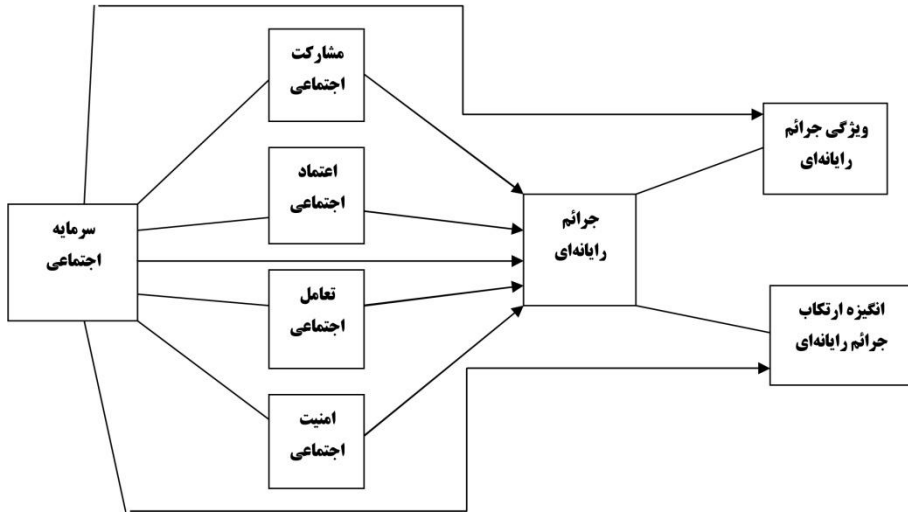 مشارکت
اجتماعی
ویژگی جرائم
رایانه‌ای
اعتماد
اجتماعی
جرائم
رایانه‌ای
سرمایه
اجتماعی
تعامل
اجتماعی
انگیزه ارتکاب
جرائم رایانه‌ای
امنیت
اجتماعی